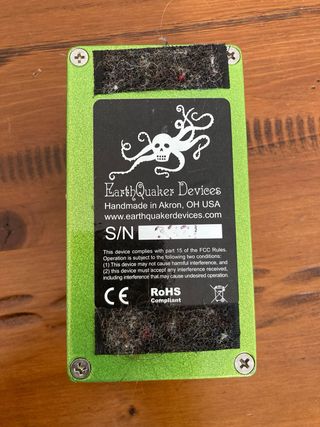 EarthQuaker Devices
Handmade in Akron, OH USA
www.earthquakerdevices.com
S/N
This device complies with part 15 of the FCC Rules.
Operation is subject to the following two conditions:
(1) This device may not cause harmful interference, and
(2) this device must accept any interference received,
including interference that may cause undesired operation.
CE RoHS
Compliant